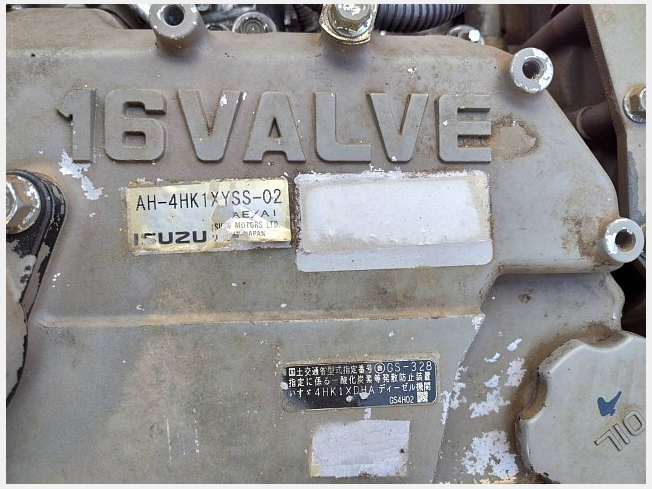 16VALVE
AH-4HK1XYSS-02
AE/A1
ISUZU MOTORS LTD.
JAPAN
国土交通省型式指定番号 GS-328
指定に係る一酸化炭素等発散防止装置
いすゞ4HK1XDHA ディーゼル機関
GS4H02
OIL